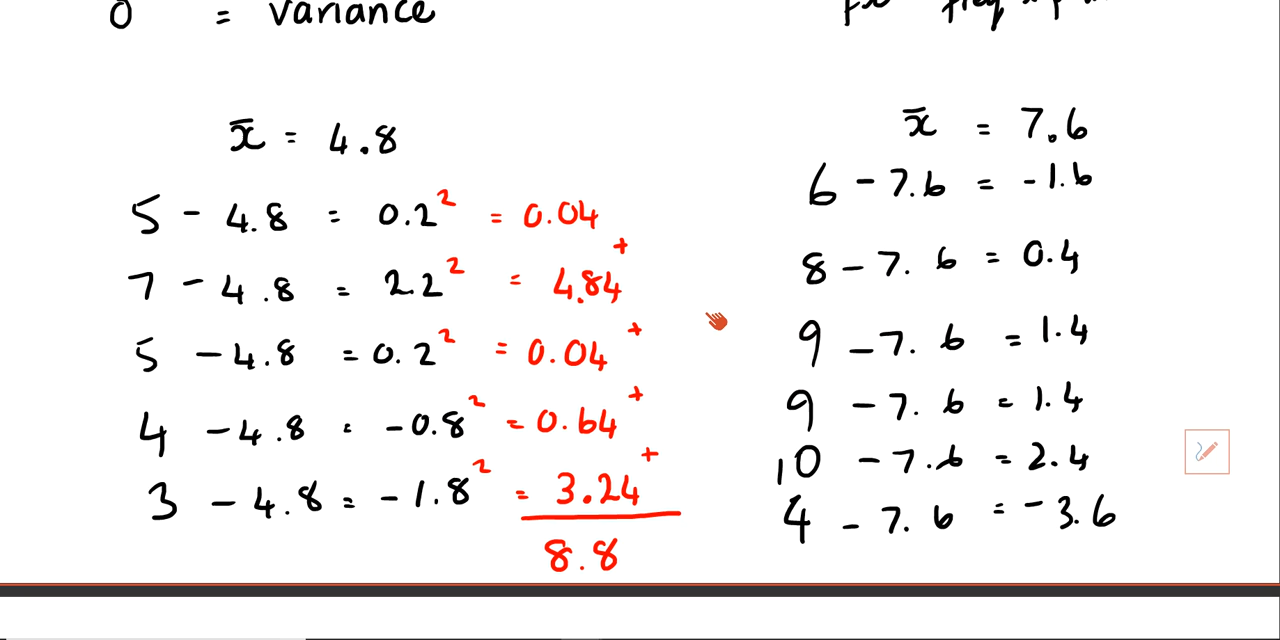 = variance
x̄ = 4.8
5 - 4.8 = 0.2² = 0.04
+
7 - 4.8 = 2.2² = 4.84
+
5 - 4.8 = 0.2² = 0.04
+
4 - 4.8 = -0.8² = 0.64
+
3 - 4.8 = -1.8² = 3.24
8.8
x̄ = 7.6
6 - 7.6 = -1.6
8 - 7.6 = 0.4
9 - 7.6 = 1.4
9 - 7.6 = 1.4
10 - 7.6 = 2.4
4 - 7.6 = -3.6